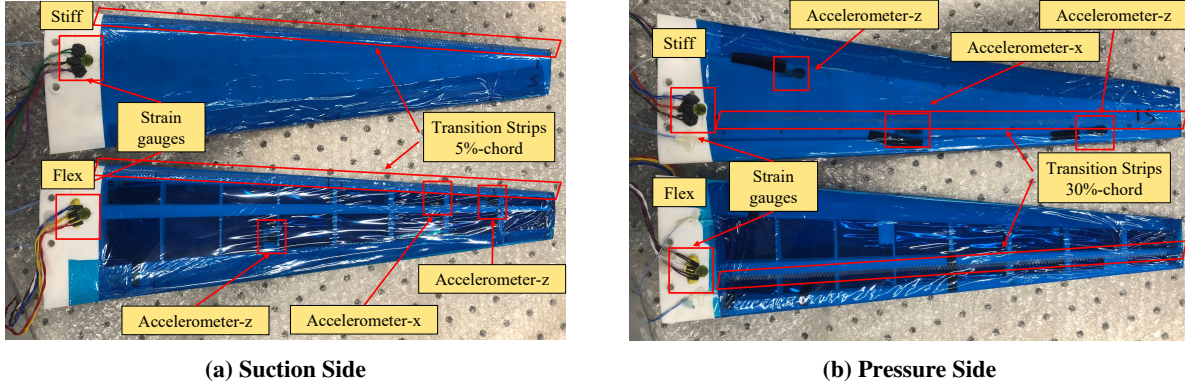 Stiff
Strain
gauges
Flex
Transition Strips
5%-chord
Accelerometer-z
Accelerometer-z
Accelerometer-x
(a) Suction Side
Accelerometer-z
Accelerometer-z
Stiff
Accelerometer-x
Flex
Strain
gauges
Transition Strips
30%-chord
(b) Pressure Side